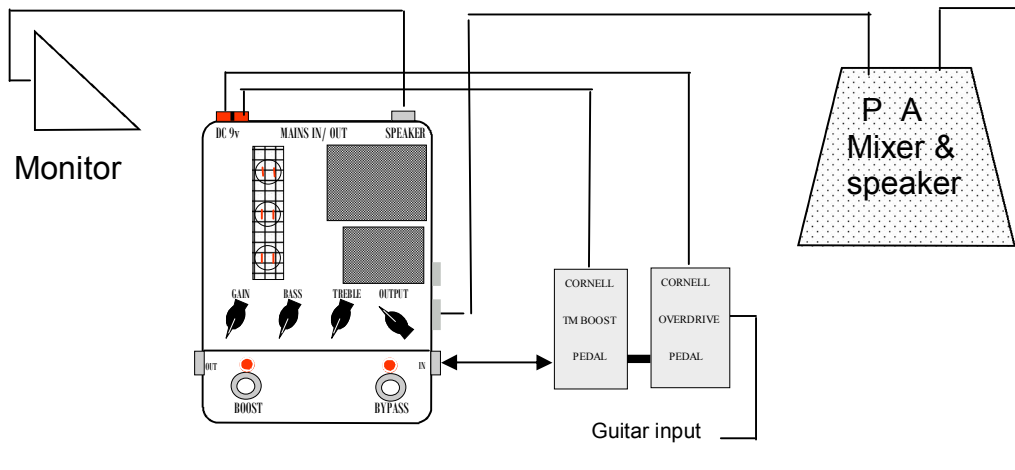 Monitor
DC 9v
MAINS IN/ OUT
SPEAKER
GAIN
BASS
TREBLE
OUTPUT
OUT
IN
BOOST
BYPASS
CORNELL
TM BOOST
PEDAL
CORNELL
OVERDRIVE
PEDAL
Guitar input
P A
Mixer &
speaker